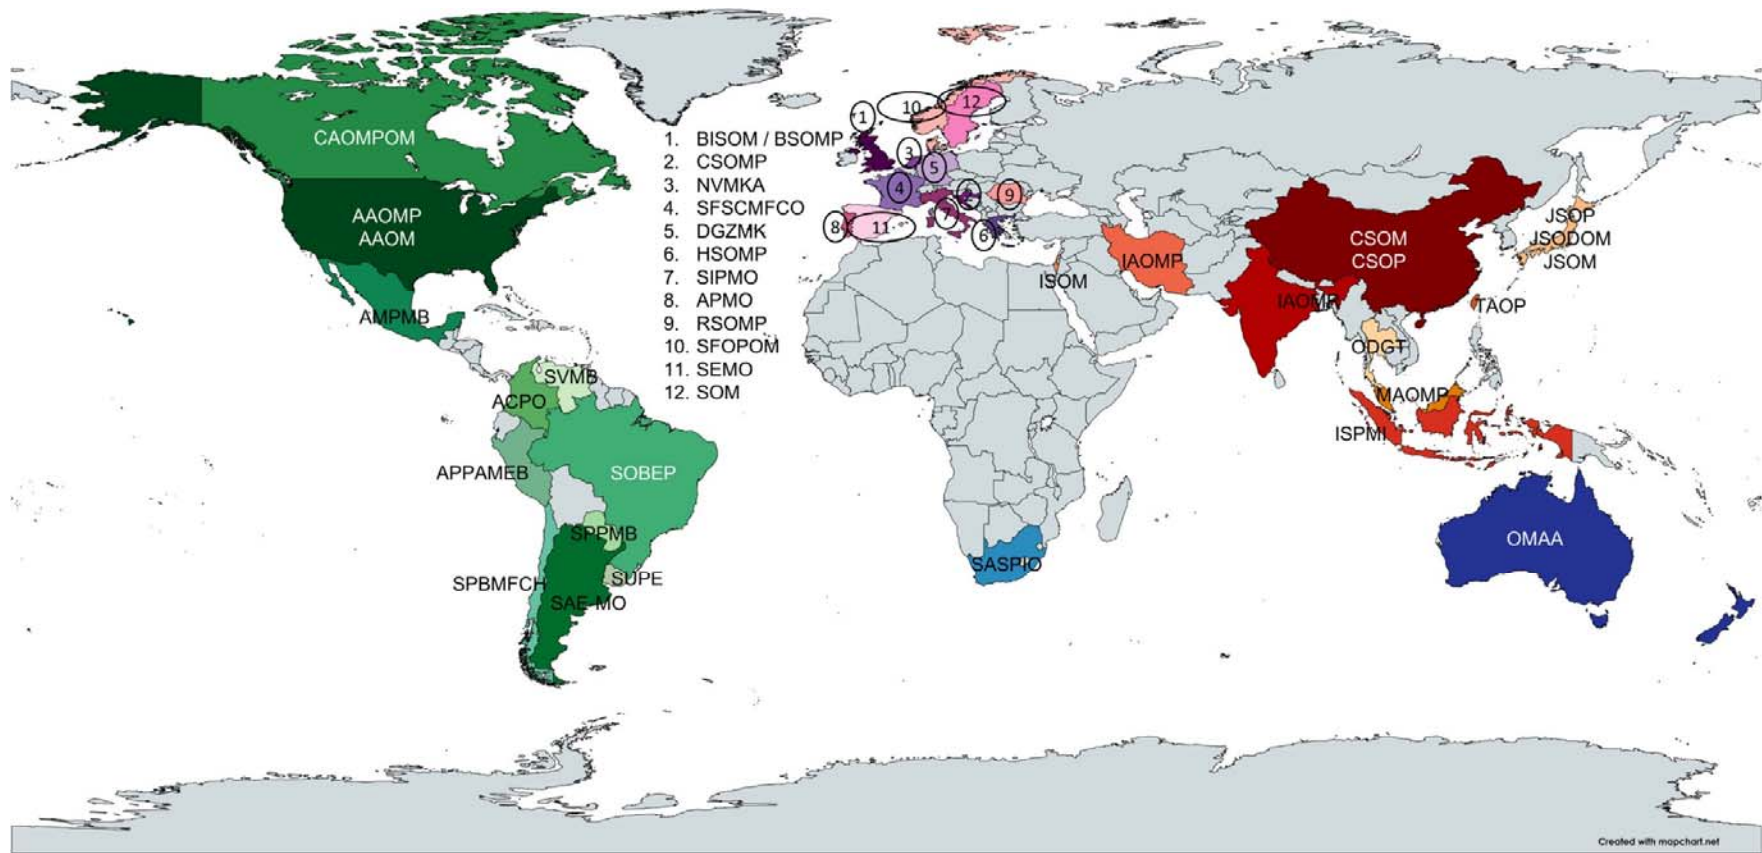 CAOMPOM
AAOMP
AAOM
AMPMB
SVMB
ACPO
APPAMEB
SOBEP
SPPMB
SPBMFCH
SUPE
SAE-MO
1. BISOM / BSOMP
2. CSOMP
3. NVMKA
4. SFSCMFCO
5. DGZMK
6. HSOMP
7. SIPMO
8. APMO
9. RSOMP
10. SFOPOM
11. SEMO
12. SOM
1
10
12
3
5
4
2
9
8
11
7
6
ISOM
IAOMP
SASPIO
CSOM
CSOP
IAOMP
JSOP
JSODOM
JSOM
TAOP
ODGT
MAOMP
ISPMI
OMAA
Created with mapchart.net